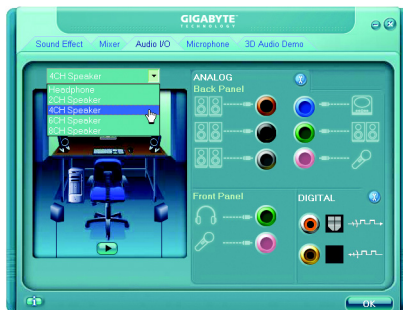 GIGABYTE
TECHNOLOGY
Sound Effect Mixer Audio I/O Microphone 3D Audio Demo
4CH Speaker
Headphone
2CH Speaker
4CH Speaker
6CH Speaker
8CH Speaker
ANALOG
Back Panel
Front Panel
DIGITAL
OK